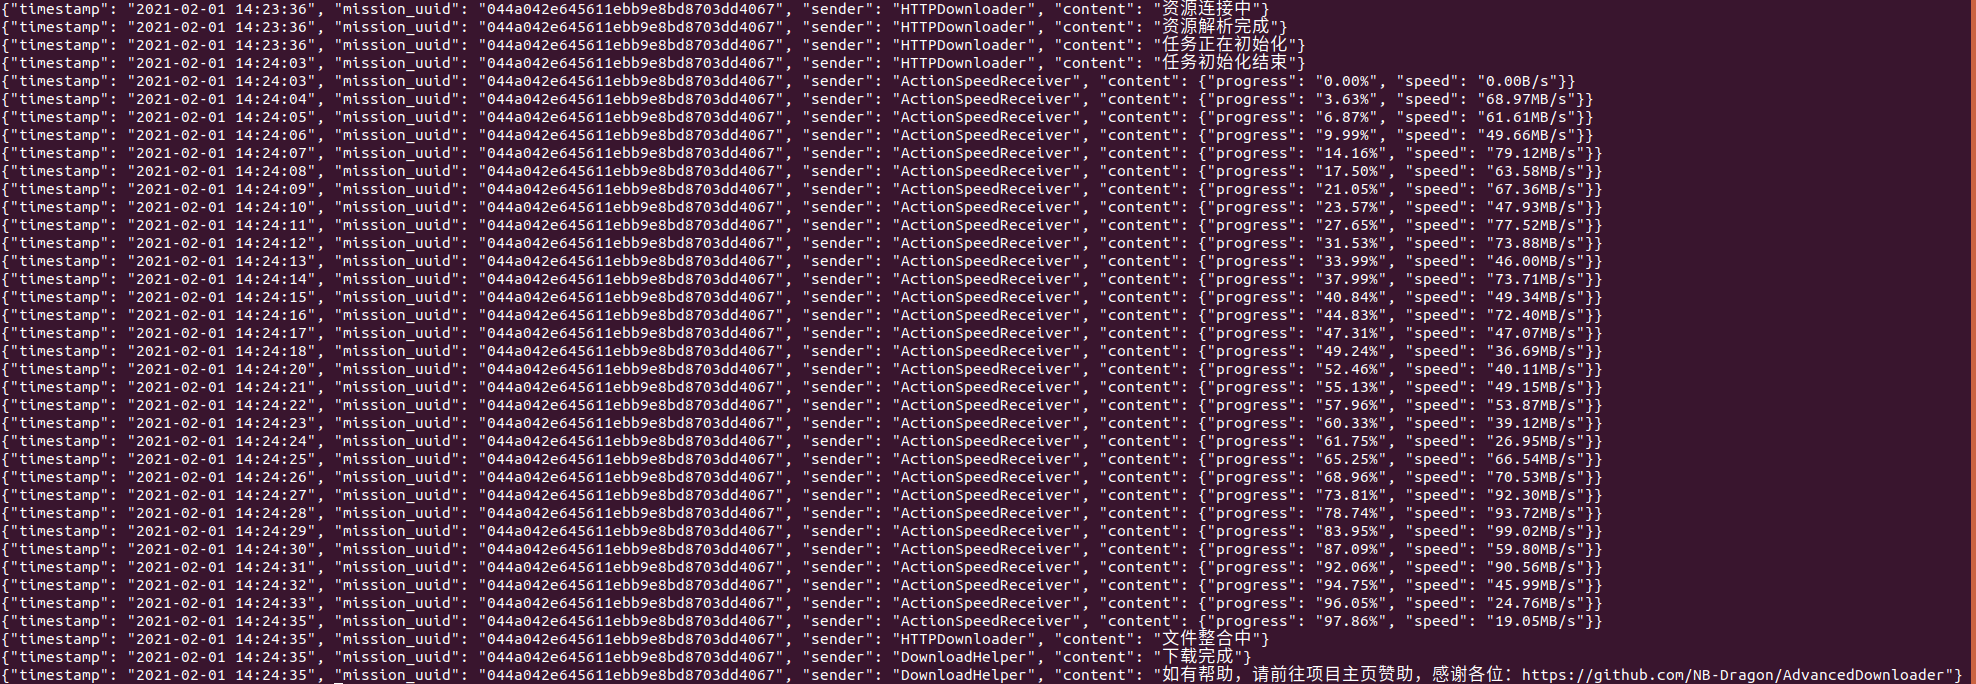 {"timestamp": "2021-02-01 14:23:36", "mission_uuid": "044a042e645611ebb9e8bd8703dd4067", "sender": "HTTPDownloader", "content": "资源连接中"}
{"timestamp": "2021-02-01 14:23:36", "mission_uuid": "044a042e645611ebb9e8bd8703dd4067", "sender": "HTTPDownloader", "content": "资源解析完成"}
{"timestamp": "2021-02-01 14:23:36", "mission_uuid": "044a042e645611ebb9e8bd8703dd4067", "sender": "HTTPDownloader", "content": "任务正在初始化"}
{"timestamp": "2021-02-01 14:24:03", "mission_uuid": "044a042e645611ebb9e8bd8703dd4067", "sender": "HTTPDownloader", "content": "任务初始化结束"}
{"timestamp": "2021-02-01 14:24:03", "mission_uuid": "044a042e645611ebb9e8bd8703dd4067", "sender": "ActionSpeedReceiver", "content": {"progress": "0.00%", "speed": "0.00B/s"}}
{"timestamp": "2021-02-01 14:24:04", "mission_uuid": "044a042e645611ebb9e8bd8703dd4067", "sender": "ActionSpeedReceiver", "content": {"progress": "3.63%", "speed": "68.97MB/s"}}
{"timestamp": "2021-02-01 14:24:05", "mission_uuid": "044a042e645611ebb9e8bd8703dd4067", "sender": "ActionSpeedReceiver", "content": {"progress": "6.87%", "speed": "61.61MB/s"}}
{"timestamp": "2021-02-01 14:24:06", "mission_uuid": "044a042e645611ebb9e8bd8703dd4067", "sender": "ActionSpeedReceiver", "content": {"progress": "9.99%", "speed": "49.66MB/s"}}
{"timestamp": "2021-02-01 14:24:07", "mission_uuid": "044a042e645611ebb9e8bd8703dd4067", "sender": "ActionSpeedReceiver", "content": {"progress": "14.16%", "speed": "79.12MB/s"}}
{"timestamp": "2021-02-01 14:24:08", "mission_uuid": "044a042e645611ebb9e8bd8703dd4067", "sender": "ActionSpeedReceiver", "content": {"progress": "17.50%", "speed": "63.58MB/s"}}
{"timestamp": "2021-02-01 14:24:09", "mission_uuid": "044a042e645611ebb9e8bd8703dd4067", "sender": "ActionSpeedReceiver", "content": {"progress": "21.05%", "speed": "67.36MB/s"}}
{"timestamp": "2021-02-01 14:24:10", "mission_uuid": "044a042e645611ebb9e8bd8703dd4067", "sender": "ActionSpeedReceiver", "content": {"progress": "23.57%", "speed": "47.93MB/s"}}
{"timestamp": "2021-02-01 14:24:11", "mission_uuid": "044a042e645611ebb9e8bd8703dd4067", "sender": "ActionSpeedReceiver", "content": {"progress": "27.65%", "speed": "77.52MB/s"}}
{"timestamp": "2021-02-01 14:24:12", "mission_uuid": "044a042e645611ebb9e8bd8703dd4067", "sender": "ActionSpeedReceiver", "content": {"progress": "31.53%", "speed": "73.88MB/s"}}
{"timestamp": "2021-02-01 14:24:13", "mission_uuid": "044a042e645611ebb9e8bd8703dd4067", "sender": "ActionSpeedReceiver", "content": {"progress": "33.99%", "speed": "46.00MB/s"}}
{"timestamp": "2021-02-01 14:24:14", "mission_uuid": "044a042e645611ebb9e8bd8703dd4067", "sender": "ActionSpeedReceiver", "content": {"progress": "37.99%", "speed": "73.71MB/s"}}
{"timestamp": "2021-02-01 14:24:15", "mission_uuid": "044a042e645611ebb9e8bd8703dd4067", "sender": "ActionSpeedReceiver", "content": {"progress": "40.84%", "speed": "49.34MB/s"}}
{"timestamp": "2021-02-01 14:24:16", "mission_uuid": "044a042e645611ebb9e8bd8703dd4067", "sender": "ActionSpeedReceiver", "content": {"progress": "44.83%", "speed": "72.40MB/s"}}
{"timestamp": "2021-02-01 14:24:17", "mission_uuid": "044a042e645611ebb9e8bd8703dd4067", "sender": "ActionSpeedReceiver", "content": {"progress": "47.31%", "speed": "47.07MB/s"}}
{"timestamp": "2021-02-01 14:24:18", "mission_uuid": "044a042e645611ebb9e8bd8703dd4067", "sender": "ActionSpeedReceiver", "content": {"progress": "49.24%", "speed": "36.69MB/s"}}
{"timestamp": "2021-02-01 14:24:20", "mission_uuid": "044a042e645611ebb9e8bd8703dd4067", "sender": "ActionSpeedReceiver", "content": {"progress": "52.46%", "speed": "40.11MB/s"}}
{"timestamp": "2021-02-01 14:24:21", "mission_uuid": "044a042e645611ebb9e8bd8703dd4067", "sender": "ActionSpeedReceiver", "content": {"progress": "55.13%", "speed": "49.15MB/s"}}
{"timestamp": "2021-02-01 14:24:22", "mission_uuid": "044a042e645611ebb9e8bd8703dd4067", "sender": "ActionSpeedReceiver", "content": {"progress": "57.96%", "speed": "53.87MB/s"}}
{"timestamp": "2021-02-01 14:24:23", "mission_uuid": "044a042e645611ebb9e8bd8703dd4067", "sender": "ActionSpeedReceiver", "content": {"progress": "60.33%", "speed": "39.12MB/s"}}
{"timestamp": "2021-02-01 14:24:24", "mission_uuid": "044a042e645611ebb9e8bd8703dd4067", "sender": "ActionSpeedReceiver", "content": {"progress": "61.75%", "speed": "26.95MB/s"}}
{"timestamp": "2021-02-01 14:24:25", "mission_uuid": "044a042e645611ebb9e8bd8703dd4067", "sender": "ActionSpeedReceiver", "content": {"progress": "65.25%", "speed": "66.54MB/s"}}
{"timestamp": "2021-02-01 14:24:26", "mission_uuid": "044a042e645611ebb9e8bd8703dd4067", "sender": "ActionSpeedReceiver", "content": {"progress": "68.96%", "speed": "70.53MB/s"}}
{"timestamp": "2021-02-01 14:24:27", "mission_uuid": "044a042e645611ebb9e8bd8703dd4067", "sender": "ActionSpeedReceiver", "content": {"progress": "73.81%", "speed": "92.30MB/s"}}
{"timestamp": "2021-02-01 14:24:28", "mission_uuid": "044a042e645611ebb9e8bd8703dd4067", "sender": "ActionSpeedReceiver", "content": {"progress": "78.74%", "speed": "93.72MB/s"}}
{"timestamp": "2021-02-01 14:24:29", "mission_uuid": "044a042e645611ebb9e8bd8703dd4067", "sender": "ActionSpeedReceiver", "content": {"progress": "83.95%", "speed": "99.02MB/s"}}
{"timestamp": "2021-02-01 14:24:30", "mission_uuid": "044a042e645611ebb9e8bd8703dd4067", "sender": "ActionSpeedReceiver", "content": {"progress": "87.09%", "speed": "59.80MB/s"}}
{"timestamp": "2021-02-01 14:24:31", "mission_uuid": "044a042e645611ebb9e8bd8703dd4067", "sender": "ActionSpeedReceiver", "content": {"progress": "92.06%", "speed": "90.56MB/s"}}
{"timestamp": "2021-02-01 14:24:32", "mission_uuid": "044a042e645611ebb9e8bd8703dd4067", "sender": "ActionSpeedReceiver", "content": {"progress": "94.75%", "speed": "45.99MB/s"}}
{"timestamp": "2021-02-01 14:24:33", "mission_uuid": "044a042e645611ebb9e8bd8703dd4067", "sender": "ActionSpeedReceiver", "content": {"progress": "96.05%", "speed": "24.76MB/s"}}
{"timestamp": "2021-02-01 14:24:35", "mission_uuid": "044a042e645611ebb9e8bd8703dd4067", "sender": "ActionSpeedReceiver", "content": {"progress": "97.86%", "speed": "19.05MB/s"}}
{"timestamp": "2021-02-01 14:24:35", "mission_uuid": "044a042e645611ebb9e8bd8703dd4067", "sender": "HTTPDownloader", "content": "文件整合中"}
{"timestamp": "2021-02-01 14:24:35", "mission_uuid": "044a042e645611ebb9e8bd8703dd4067", "sender": "DownloadHelper", "content": "下载完成"}
{"timestamp": "2021-02-01 14:24:35", "mission_uuid": "044a042e645611ebb9e8bd8703dd4067", "sender": "DownloadHelper", "content": "如有帮助，请前往项目主页赞助，感谢各位：https://github.com/NB-Dragon/AdvancedDownloader"}